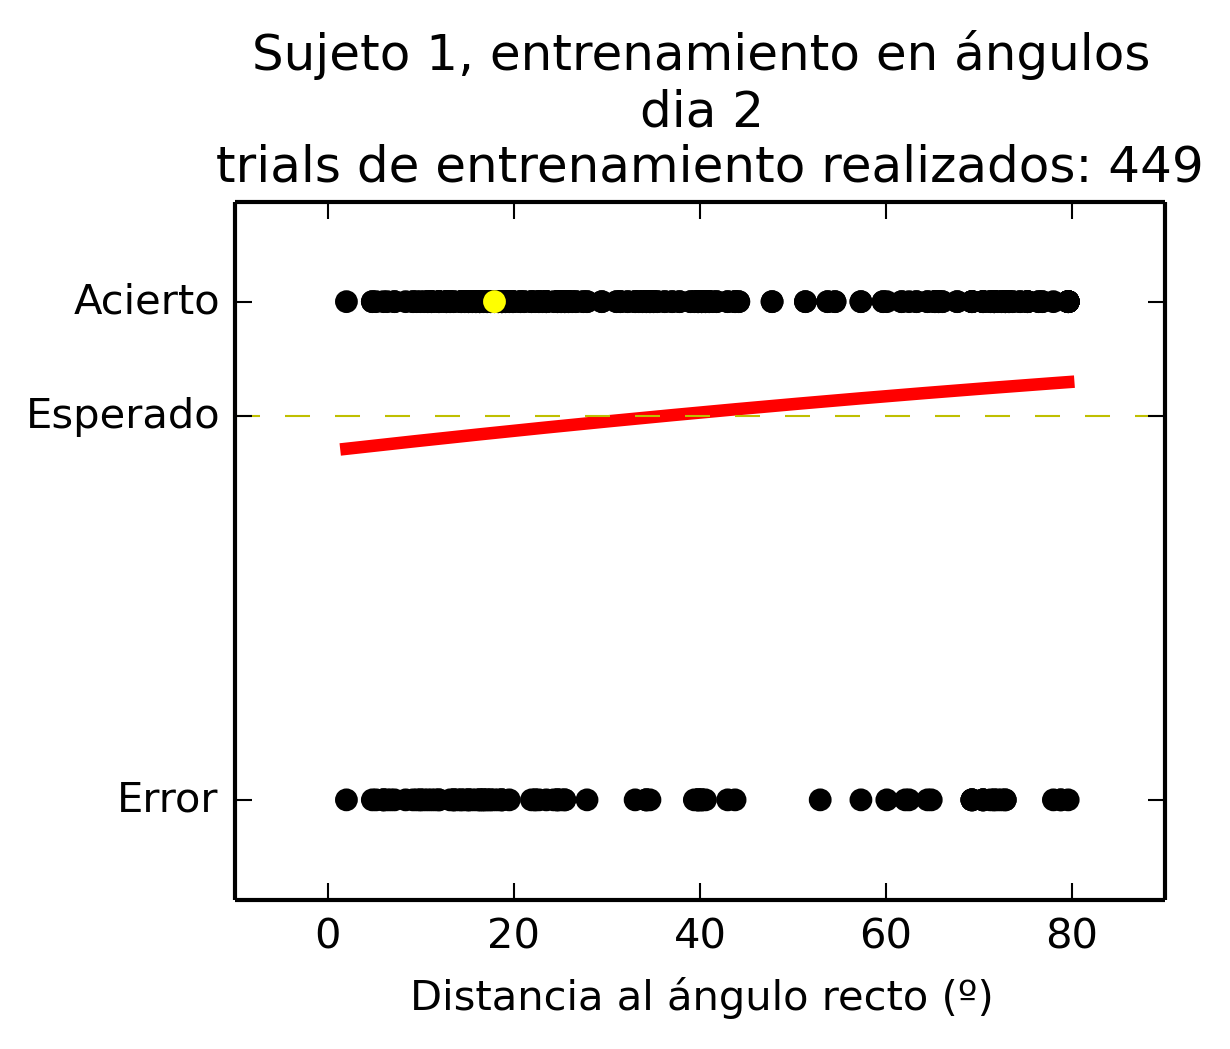 Sujeto 1, entrenamiento en ángulos
dia 2
trials de entrenamiento realizados: 449
Acierto
Esperado
Error
0 20 40 60 80
Distancia al ángulo recto (º)